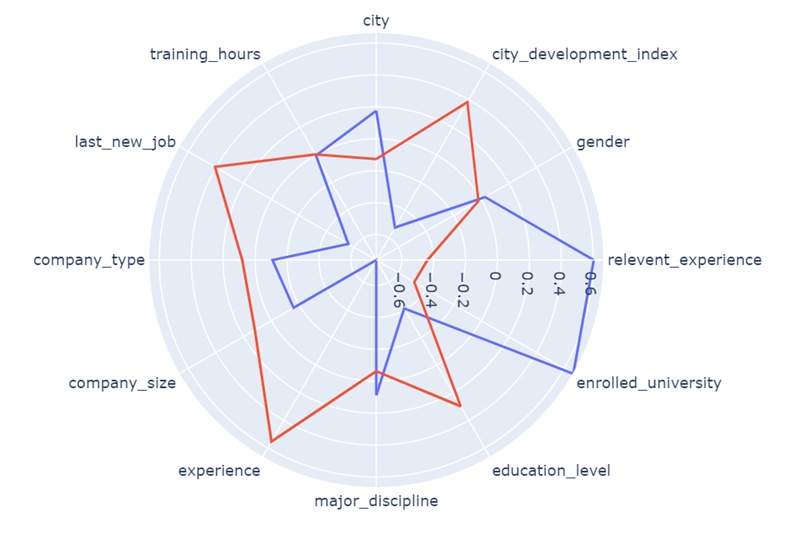 city
training_hours
city_development_index
last_new_job
gender
company_type
relevent_experience
−0.6
−0.4
−0.2
0
0.2
0.4
0.6
company_size
enrolled_university
experience
education_level
major_discipline